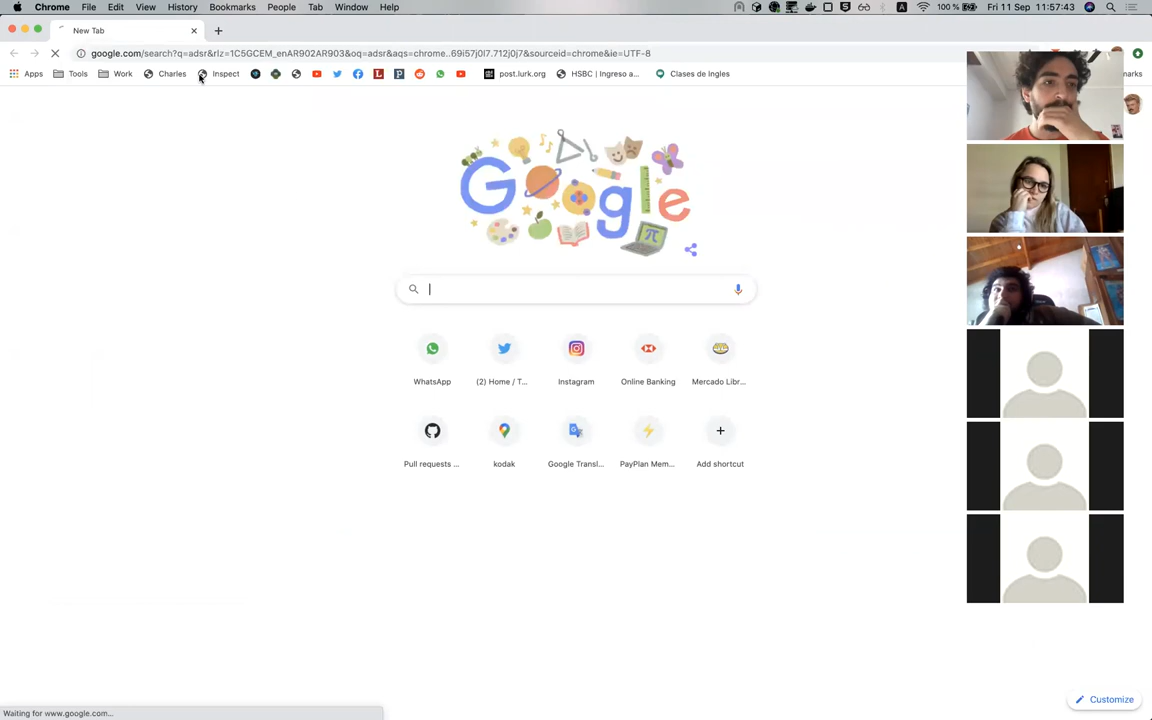 Chrome File Edit View History Bookmarks People Tab Window Help 100 % Fri 11 Sep 11:57:43
New Tab
google.com/search?q=adsr&rlz=1C5GCEM_enAR902AR903&oq=adsr&aqs=chrome..69i57j0l7.712j0j7&sourceid=chrome&ie=UTF-8
Apps Tools Work Charles Inspect post.lurk.org HSBC | Ingreso a... Clases de Ingles marks
Google
WhatsApp (2) Home / T... Instagram Online Banking Mercado Libr...
Pull requests ... kodak Google Transl... PayPlan Mem... Add shortcut
Customize
Waiting for www.google.com...